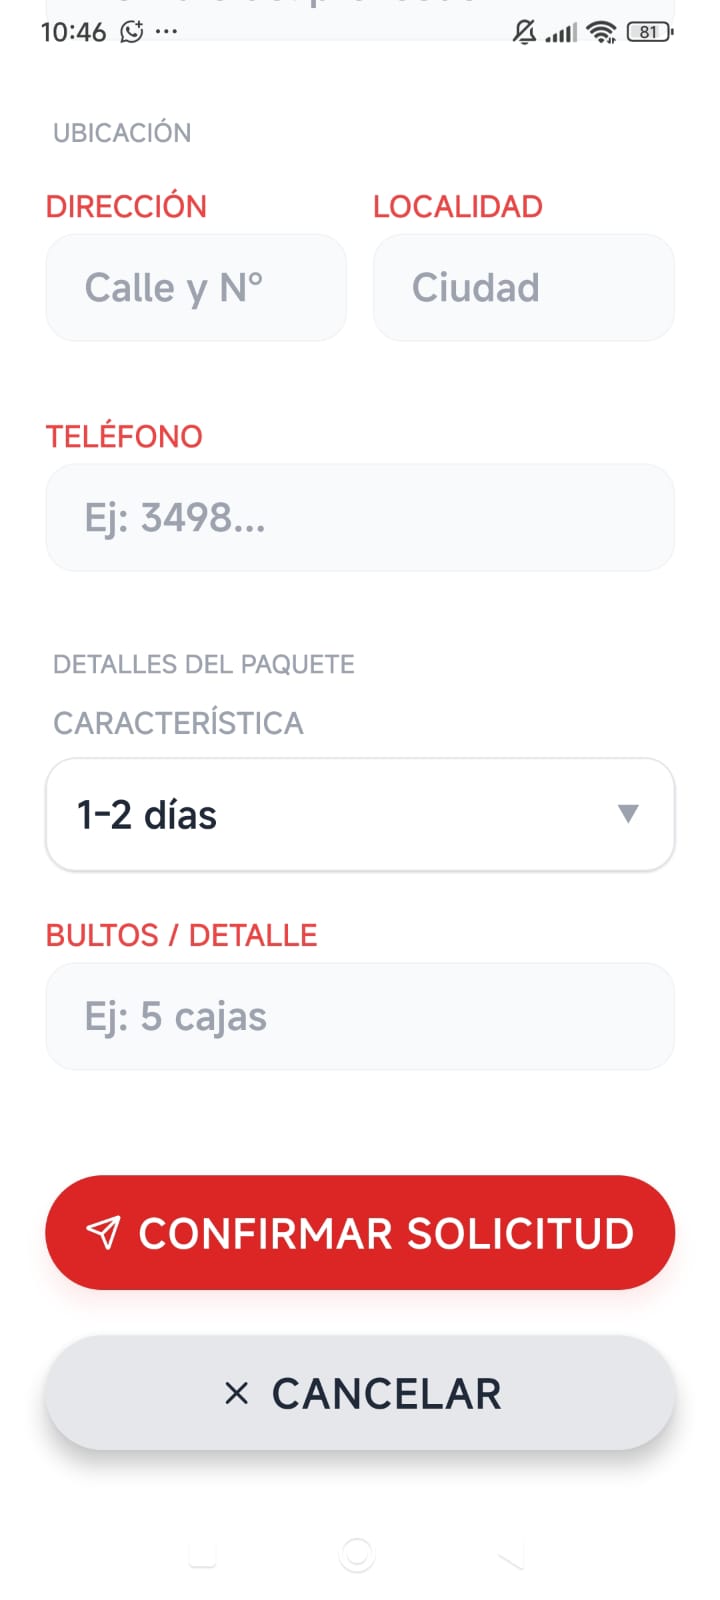 10:46 ... 81
UBICACIÓN
DIRECCIÓN LOCALIDAD
Calle y Nº Ciudad
TELÉFONO
Ej: 3498...
DETALLES DEL PAQUETE
CARACTERÍSTICA
1-2 días
BULTOS / DETALLE
Ej: 5 cajas
CONFIRMAR SOLICITUD
CANCELAR